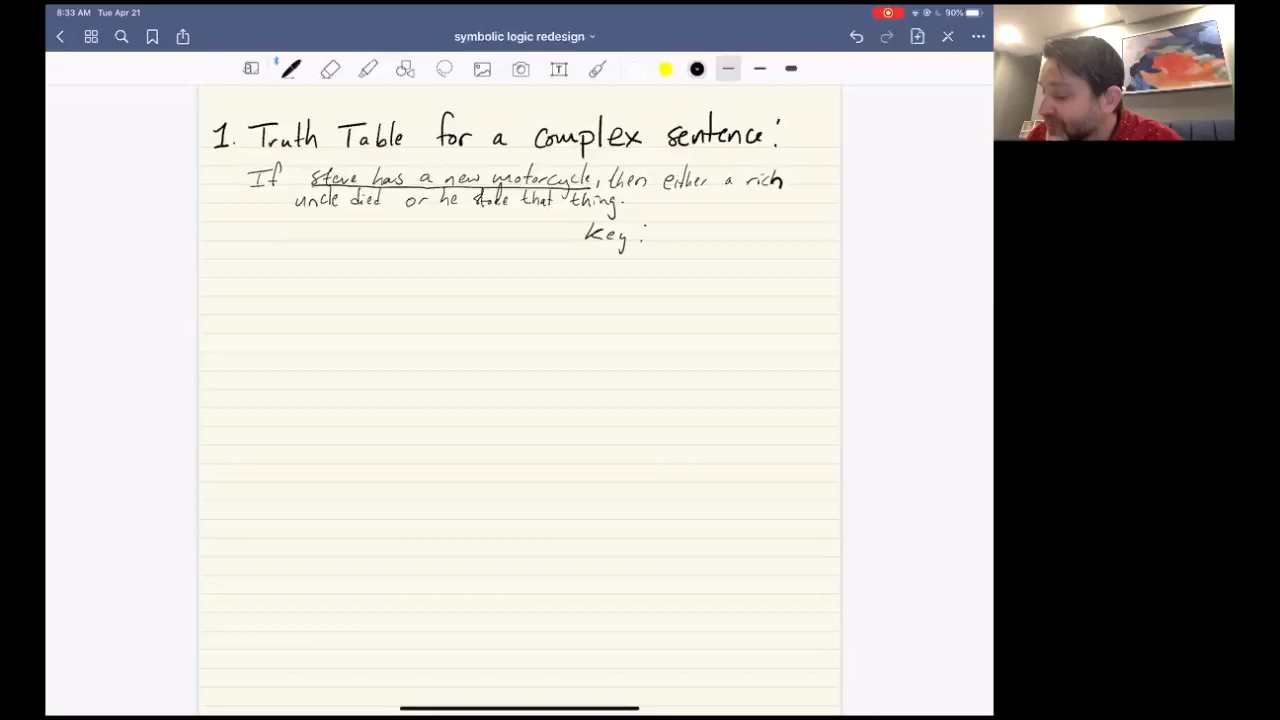 8:33 AM Tue Apr 21
90%
symbolic logic redesign
1. Truth Table for a complex sentence:
If steve has a new motorcycle, then either a rich
uncle died or he stole that thing.
Key: